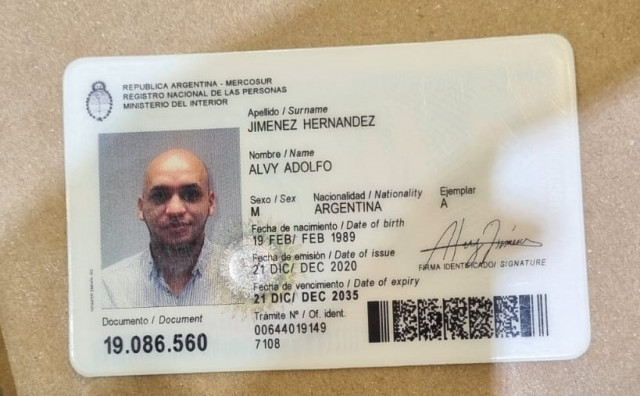 REPUBLICA ARGENTINA - MERCOSUR
REGISTRO NACIONAL DE LAS PERSONAS
MINISTERIO DEL INTERIOR
Apellido / Surname
JIMENEZ HERNANDEZ
Nombre / Name
ALVY ADOLFO
Sexo / Sex Nacionalidad / Nationality Ejemplar
M ARGENTINA A
Fecha de nacimiento / Date of birth
19 FEB/ FEB 1989
Fecha de emisión / Date of issue
21 DIC/ DEC 2020
FIRMA IDENTIFICADO/ SIGNATURE
Fecha de vencimiento / Date of expiry
21 DIC/ DEC 2035
Documento / Document
19.086.560
Trámite Nº / Of. ident.
00644019149
7108